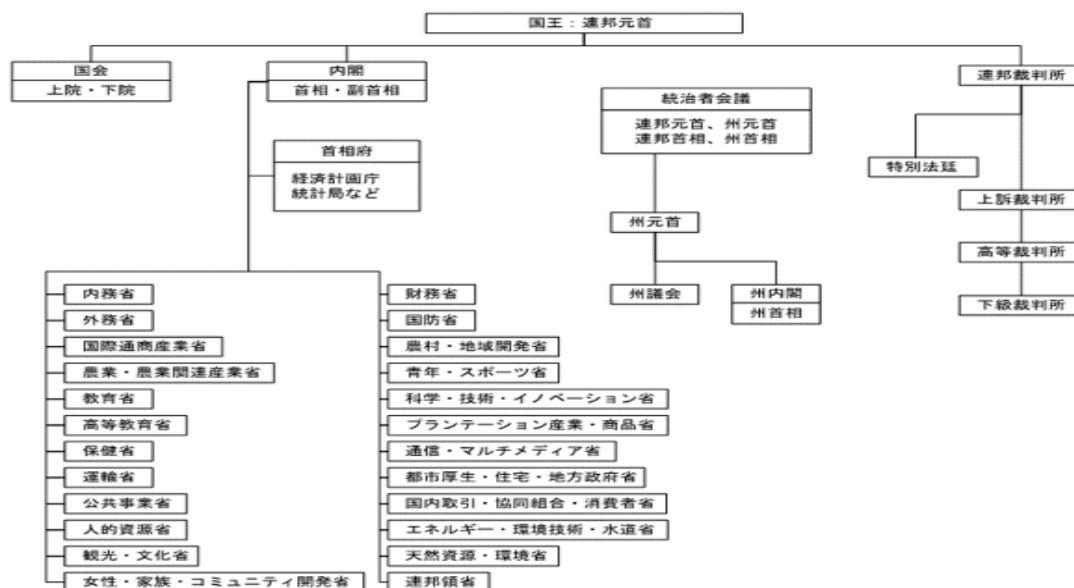 国王：連邦元首
国会
上院・下院
内閣
首相・副首相
連邦裁判所
統治者会議
連邦元首、州元首
連邦首相、州首相
首相府
経済計画庁
統計局など
特別法廷
上訴裁判所
州元首
高等裁判所
州議会
州内閣
州首相
下級裁判所
内務省
外務省
国際通商産業省
農業・農業関連産業省
教育省
高等教育省
保健省
運輸省
公共事業省
人的資源省
観光・文化省
女性・家族・コミュニティ開発省
財務省
国防省
農村・地域開発省
青年・スポーツ省
科学・技術・イノベーション省
プランテーション産業・商品省
通信・マルチメディア省
都市厚生・住宅・地方政府省
国内取引・協同組合・消費者省
エネルギー・環境技術・水道省
天然資源・環境省
連邦領省